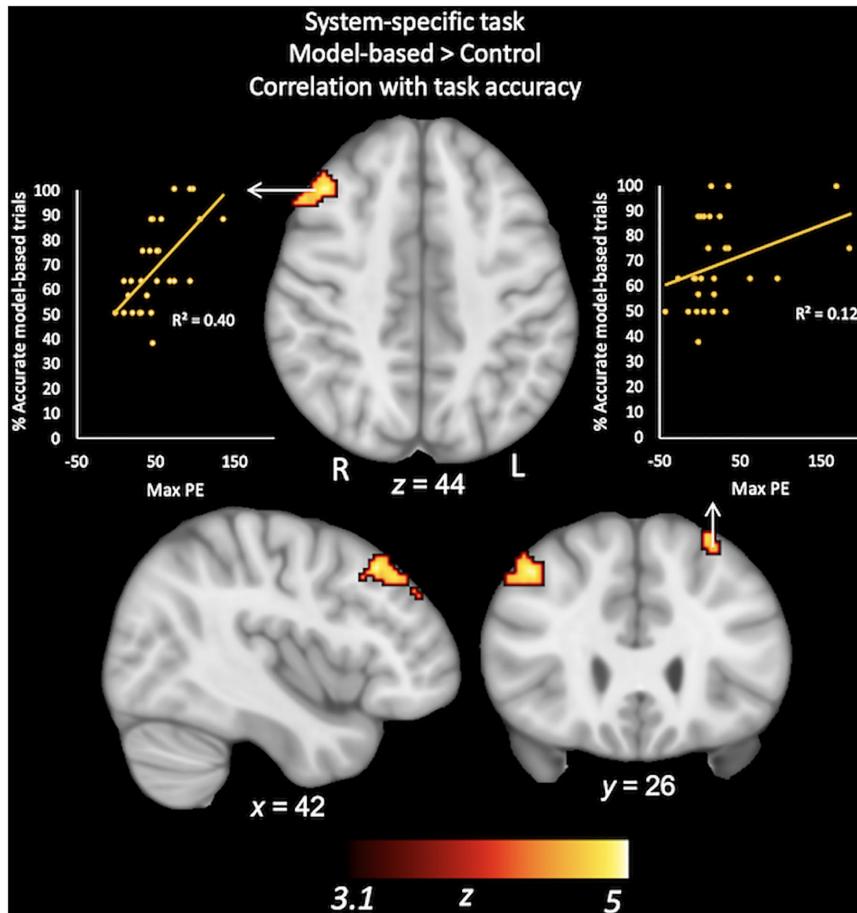 System-specific task
Model-based > Control
Correlation with task accuracy
% Accurate model-based trials
100
90
80
70
60
50
40
30
20
10
0
-50
50
150
Max PE
R² = 0.40
% Accurate model-based trials
100
90
80
70
60
50
40
30
20
10
0
-50
50
150
Max PE
R² = 0.12
R
L
z = 44
x = 42
y = 26
3.1
z
5